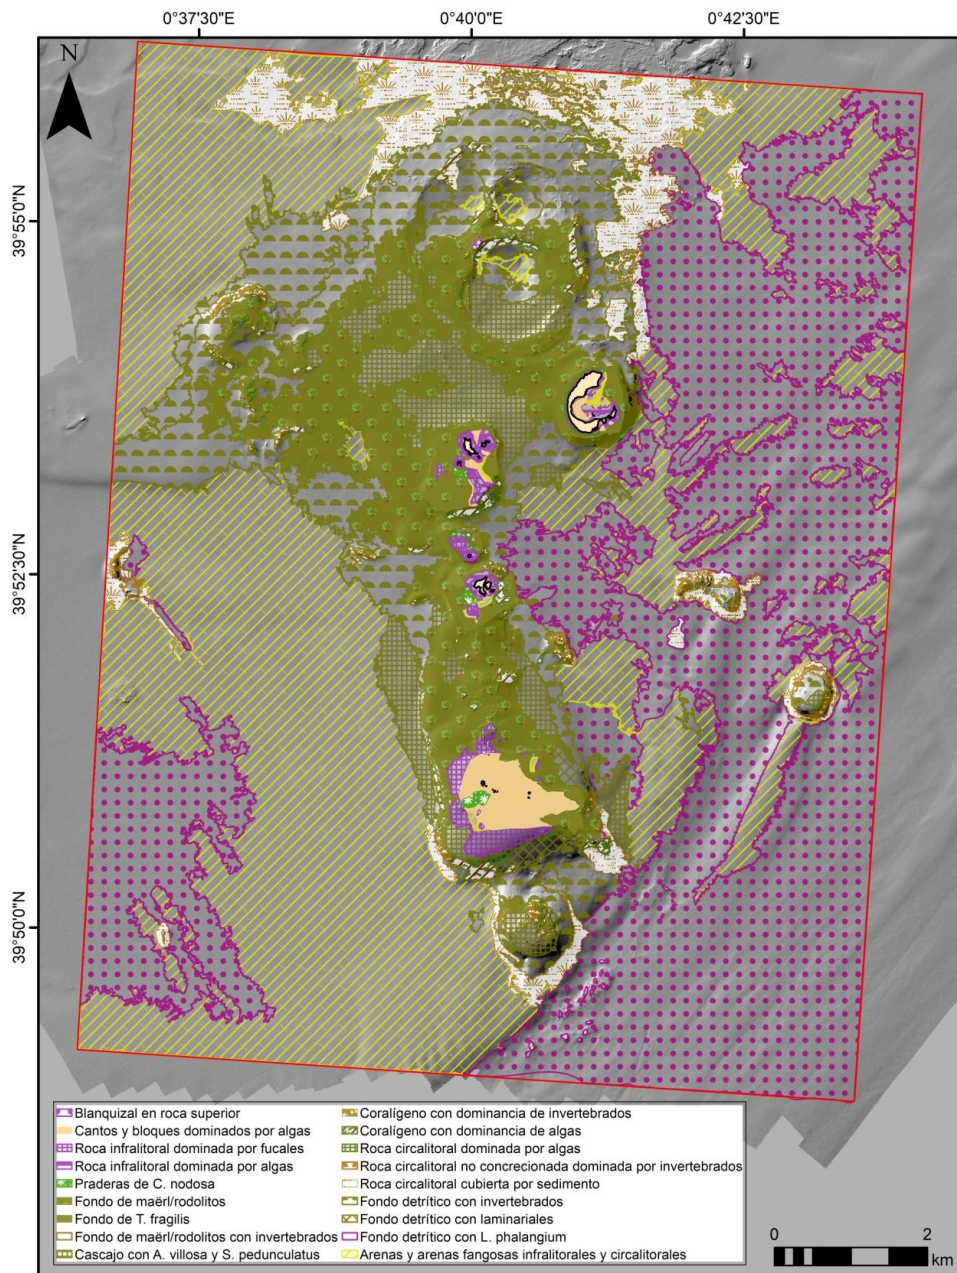 0°37'30"E 0°40'0"E 0°42'30"E
N
39°55'0"N
39°52'30"N
39°50'0"N
Blanquizal en roca superior
Cantos y bloques dominados por algas
Roca infralitoral dominada por fucales
Roca infralitoral dominada por algas
Praderas de C. nodosa
Fondo de maërl/rodolitos
Fondo de T. fragilis
Fondo de maërl/rodolitos con invertebrados
Cascajo con A. villosa y S. pedunculatus
Coralígeno con dominancia de invertebrados
Coralígeno con dominancia de algas
Roca circalitoral dominada por algas
Roca circalitoral no concrecionada dominada por invertebrados
Roca circalitoral cubierta por sedimento
Fondo detrítico con invertebrados
Fondo detrítico con laminariales
Fondo detrítico con L. phalangium
Arenas y arenas fangosas infralitorales y circalitorales
0 2
km